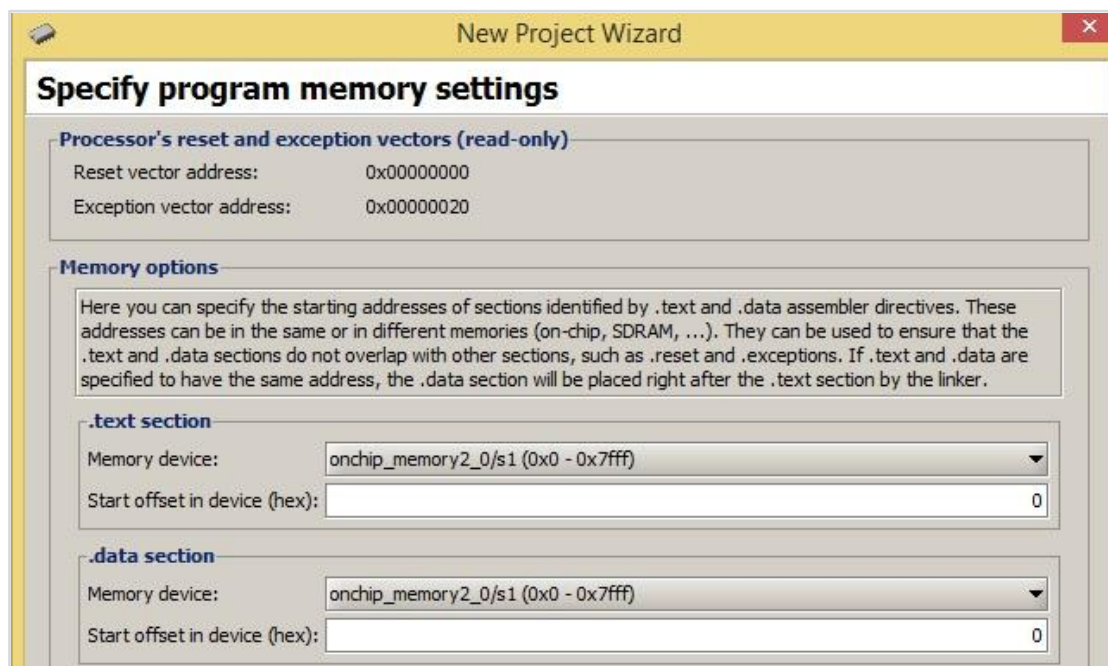 New Project Wizard
Specify program memory settings
Processor's reset and exception vectors (read-only)
Reset vector address: 0x00000000
Exception vector address: 0x00000020
Memory options
Here you can specify the starting addresses of sections identified by .text and .data assembler directives. These
addresses can be in the same or in different memories (on-chip, SDRAM, ...). They can be used to ensure that the
.text and .data sections do not overlap with other sections, such as .reset and .exceptions. If .text and .data are
specified to have the same address, the .data section will be placed right after the .text section by the linker.
.text section
Memory device: onchip_memory2_0/s1 (0x0 - 0x7fff)
Start offset in device (hex): 0
.data section
Memory device: onchip_memory2_0/s1 (0x0 - 0x7fff)
Start offset in device (hex): 0